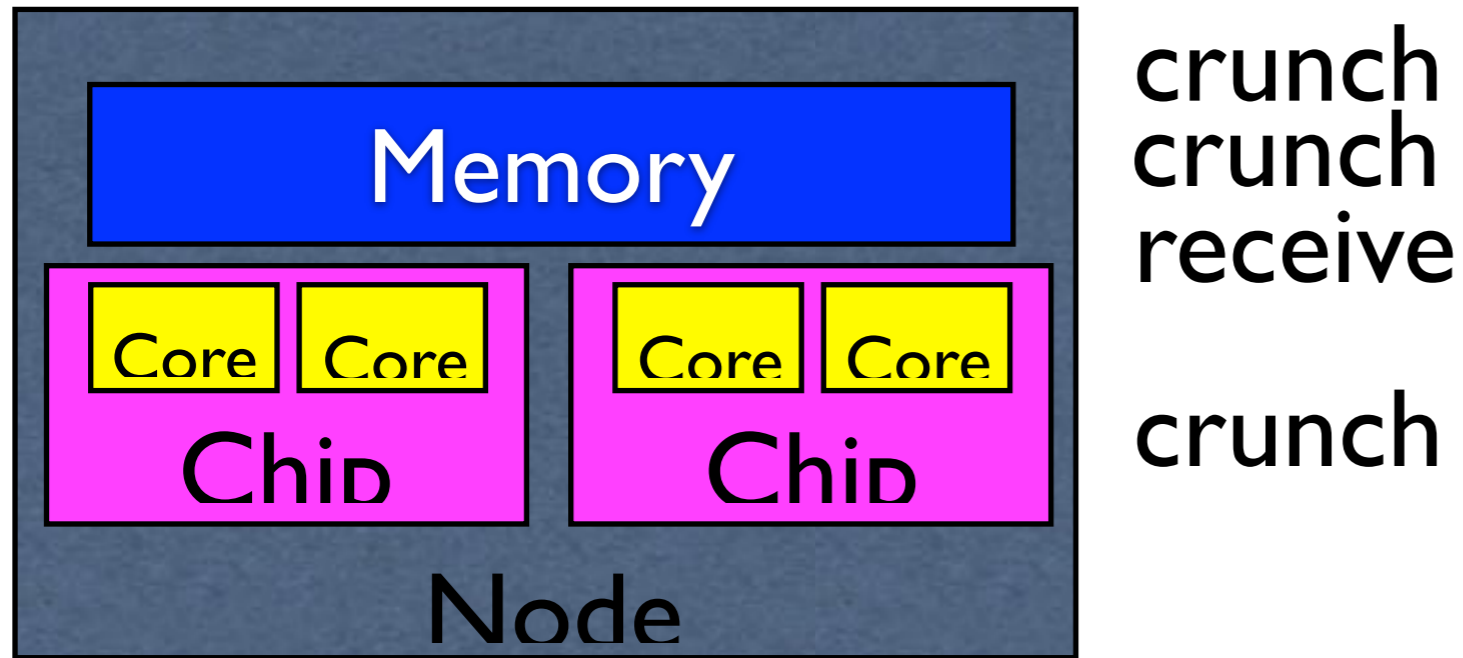 Memory
Core Core Core Core
Chip Chip
Node
crunch
crunch
receive
crunch